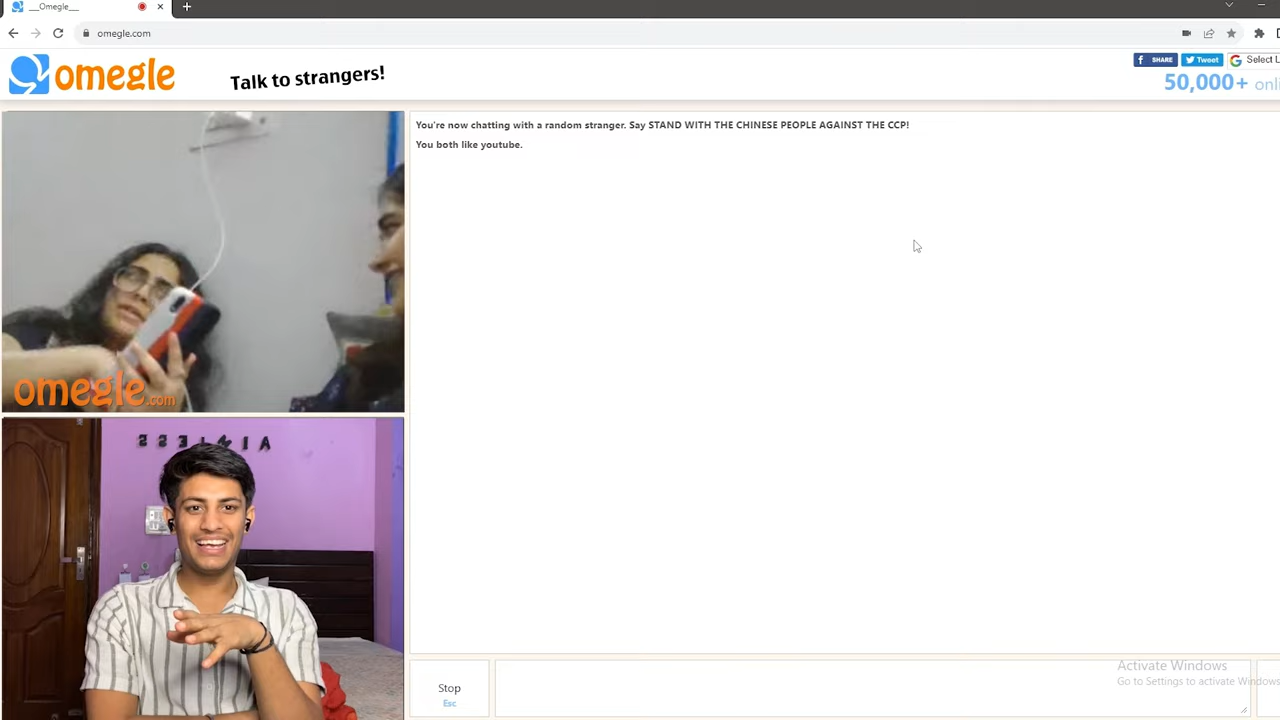 __Omegle__
omegle.com
omegle
Talk to strangers!
SHARE
Tweet
Select
50,000+
You're now chatting with a random stranger. Say STAND WITH THE CHINESE PEOPLE AGAINST THE CCP!
You both like youtube.
omegle.com
Stop
Esc
Activate Windows
Go to Settings to activate Windows